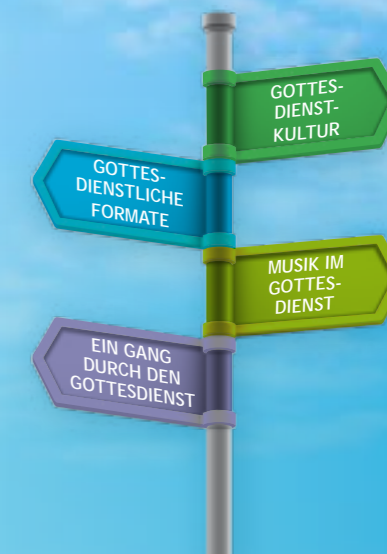 GOTTES-
DIENST-
KULTUR
GOTTES-
DIENSTLICHE
FORMATE
MUSIK IM
GOTTES-
DIENST
EIN GANG
DURCH DEN
GOTTESDIENST